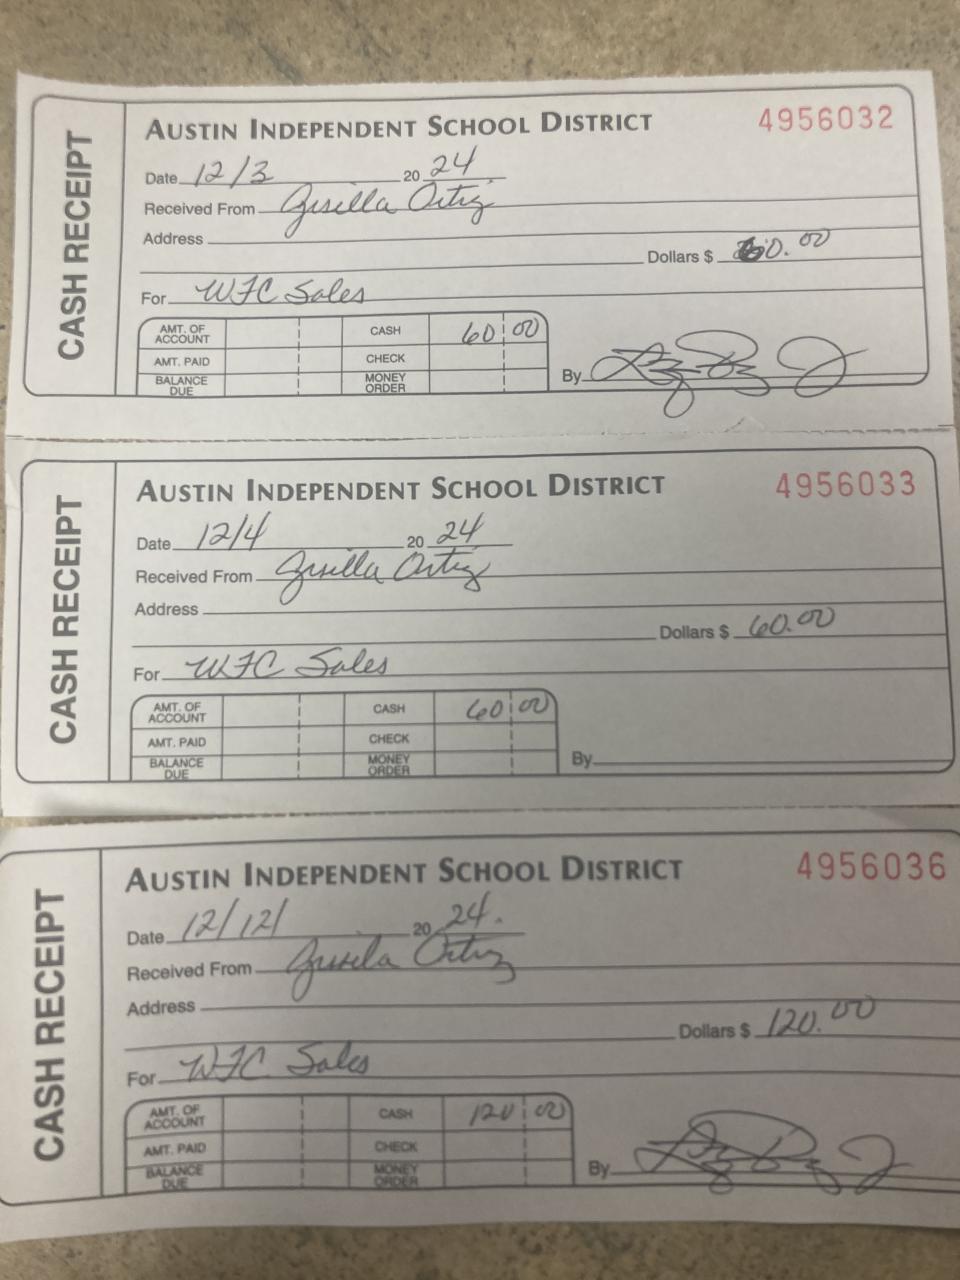 CASH RECEIPT
AUSTIN INDEPENDENT SCHOOL DISTRICT 4956032
Date 12/3 20 24
Received From Gisilla Ortiz
Address
Dollars $ 60.00
For WFC Sales
AMT. OF ACCOUNT CASH 60 00
AMT. PAID CHECK
BALANCE DUE MONEY ORDER
By
CASH RECEIPT
AUSTIN INDEPENDENT SCHOOL DISTRICT 4956033
Date 12/4 20 24
Received From Gisilla Ortiz
Address
Dollars $ 60.00
For WFC Sales
AMT. OF ACCOUNT CASH 60 00
AMT. PAID CHECK
BALANCE DUE MONEY ORDER
By
CASH RECEIPT
AUSTIN INDEPENDENT SCHOOL DISTRICT 4956036
Date 12/12/ 20 24.
Received From Gisela Ortiz
Address
Dollars $ 120.00
For WFC Sales
AMT. OF ACCOUNT CASH 120 00
AMT. PAID CHECK
BALANCE DUE MONEY ORDER
By